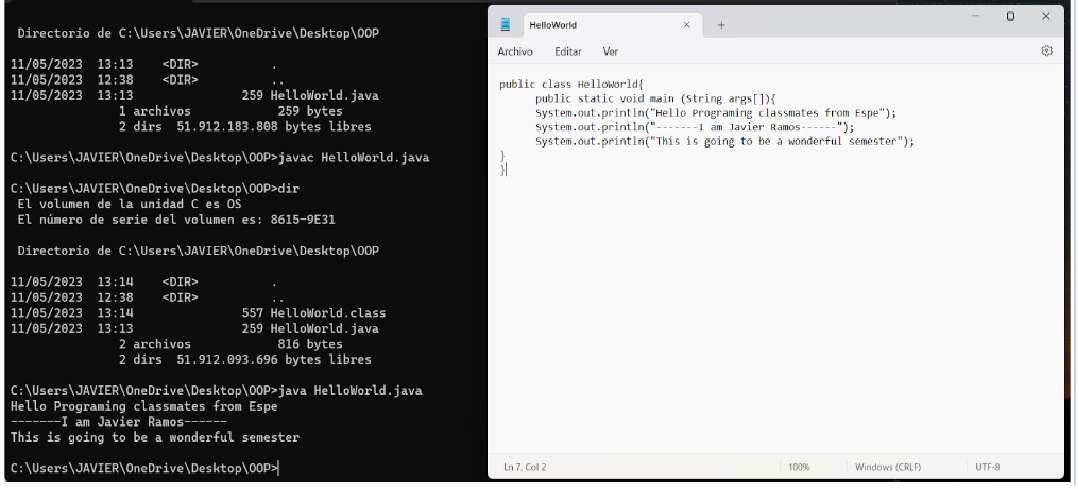 Directorio de C:\Users\JAVIER\OneDrive\Desktop\OOP
11/05/2023  13:13    <DIR>          .
11/05/2023  12:38    <DIR>          ..
11/05/2023  13:13               259 HelloWorld.java
               1 archivos            259 bytes
               2 dirs  51.912.183.808 bytes libres
C:\Users\JAVIER\OneDrive\Desktop\OOP>javac HelloWorld.java
C:\Users\JAVIER\OneDrive\Desktop\OOP>dir
El volumen de la unidad C es OS
El número de serie del volumen es: 8615-9E31
Directorio de C:\Users\JAVIER\OneDrive\Desktop\OOP
11/05/2023  13:14    <DIR>          .
11/05/2023  12:38    <DIR>          ..
11/05/2023  13:14               557 HelloWorld.class
11/05/2023  13:13               259 HelloWorld.java
               2 archivos            816 bytes
               2 dirs  51.912.093.696 bytes libres
C:\Users\JAVIER\OneDrive\Desktop\OOP>java HelloWorld.java
Hello Programing classmates from Espe
-------I am Javier Ramos------
This is going to be a wonderful semester
C:\Users\JAVIER\OneDrive\Desktop\OOP>
HelloWorld
Archivo Editar Ver
public class HelloWorld{
public static void main (String args[]){
System.out.println("Hello Programing classmates from Espe");
System.out.println("-------I am Javier Ramos------");
System.out.println("This is going to be a wonderful semester");
}
}
Ln 7, Col 2 100% Windows (CRLF) UTF-8